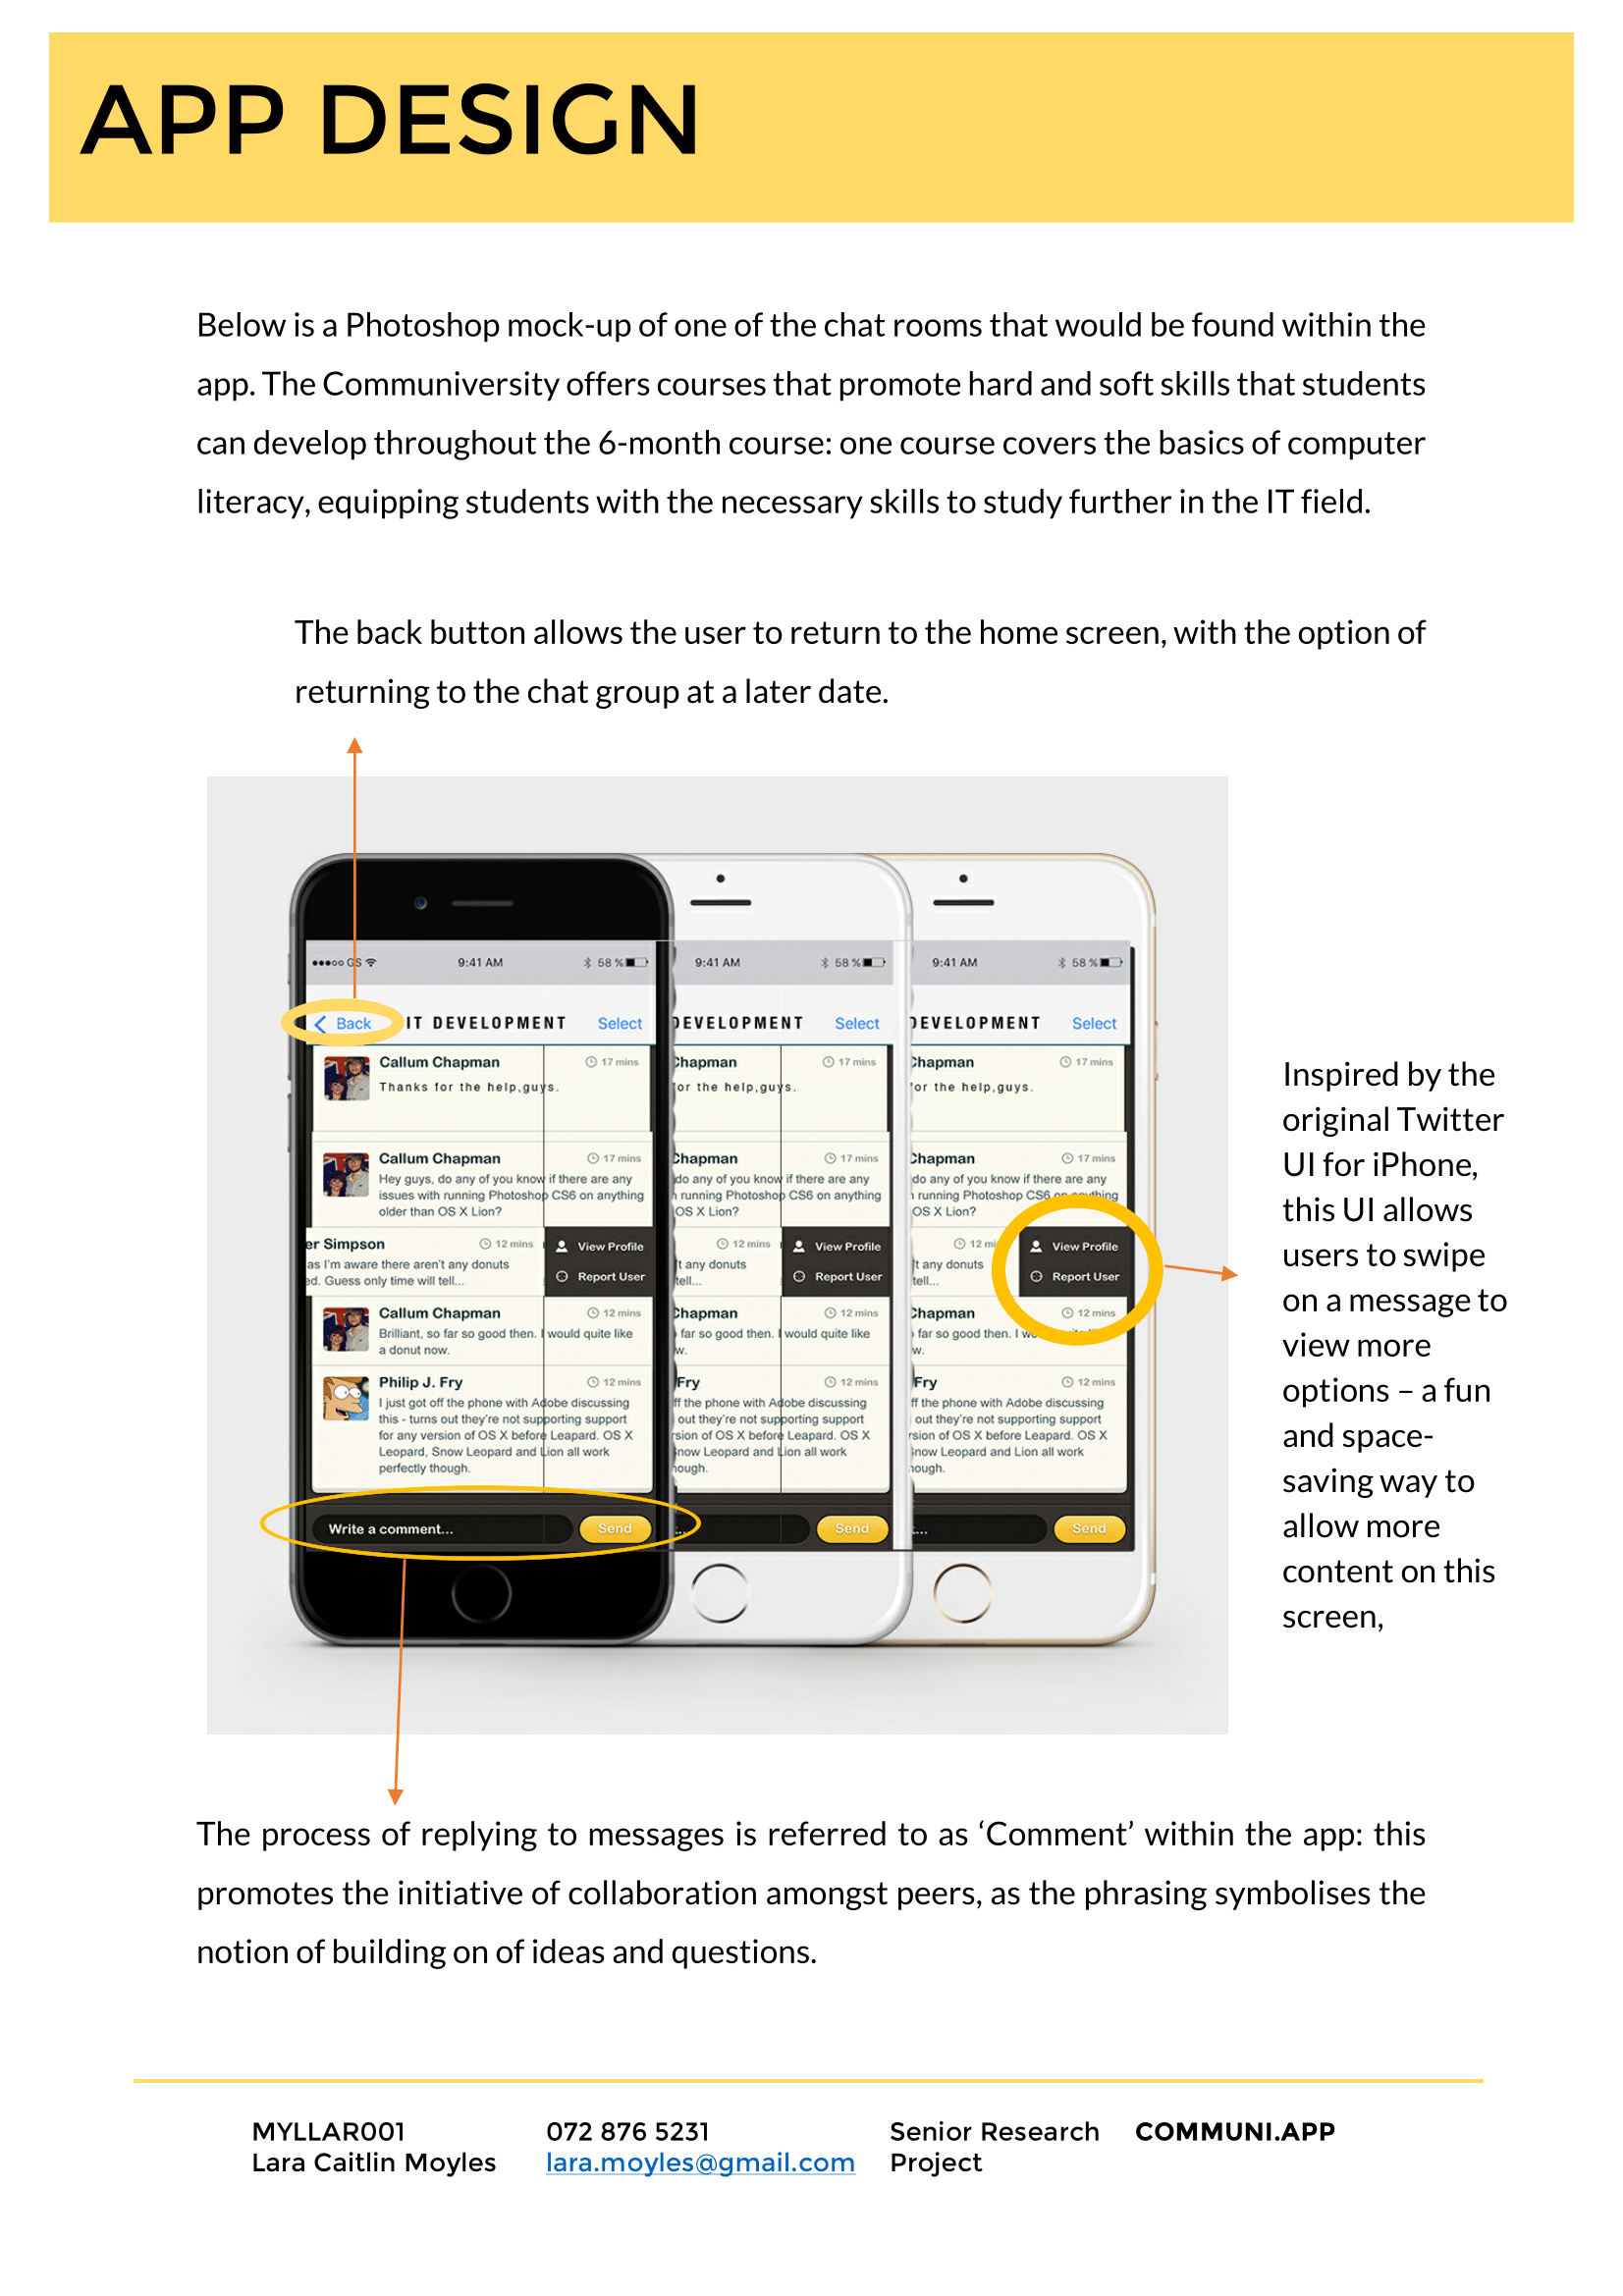 APP DESIGN
Below is a Photoshop mock-up of one of the chat rooms that would be found within the
app. The Communiversity offers courses that promote hard and soft skills that students
can develop throughout the 6-month course: one course covers the basics of computer
literacy, equipping students with the necessary skills to study further in the IT field.
The back button allows the user to return to the home screen, with the option of
returning to the chat group at a later date.
GS 9:41 AM 58 %
Back IT DEVELOPMENT Select
Callum Chapman 17 mins
Thanks for the help,guys.
Callum Chapman 17 mins
Hey guys, do any of you know if there are any
issues with running Photoshop CS6 on anything
older than OS X Lion?
er Simpson 12 mins
as I'm aware there aren't any donuts
ed. Guess only time will tell...
View Profile
Report User
Callum Chapman 12 mins
Brilliant, so far so good then. I would quite like
a donut now.
Philip J. Fry 12 mins
I just got off the phone with Adobe discussing
this - turns out they're not supporting support
for any version of OS X before Leopard. OS X
Leopard, Snow Leopard and Lion all work
perfectly though.
Write a comment... Send
9:41 AM 58 %
DEVELOPMENT Select
Chapman 17 mins
for the help,guys.
Chapman 17 mins
do any of you know if there are any
running Photoshop CS6 on anything
OS X Lion?
12 mins
't any donuts
tell...
View Profile
Report User
Chapman 12 mins
far so good then. I would quite like
w.
Fry 12 mins
ff the phone with Adobe discussing
out they're not supporting support
rsion of OS X before Leopard. OS X
Snow Leopard and Lion all work
hough.
... Send
9:41 AM 58 %
DEVELOPMENT Select
Chapman 17 mins
or the help,guys.
Chapman 17 mins
do any of you know if there are any
running Photoshop CS6 on anything
OS X Lion?
12 mi
't any donuts
tell...
View Profile
Report User
Chapman 12 mins
far so good then. I wo
w.
Fry 12 mins
ff the phone with Adobe discussing
out they're not supporting support
rsion of OS X before Leopard. OS X
Snow Leopard and Lion all work
hough.
... Send
Inspired by the
original Twitter
UI for iPhone,
this UI allows
users to swipe
on a message to
view more
options – a fun
and space-
saving way to
allow more
content on this
screen,
The process of replying to messages is referred to as ‘Comment’ within the app: this
promotes the initiative of collaboration amongst peers, as the phrasing symbolises the
notion of building on of ideas and questions.
MYLLAR001
Lara Caitlin Moyles
072 876 5231
lara.moyles@gmail.com
Senior Research
Project
COMMUNI.APP